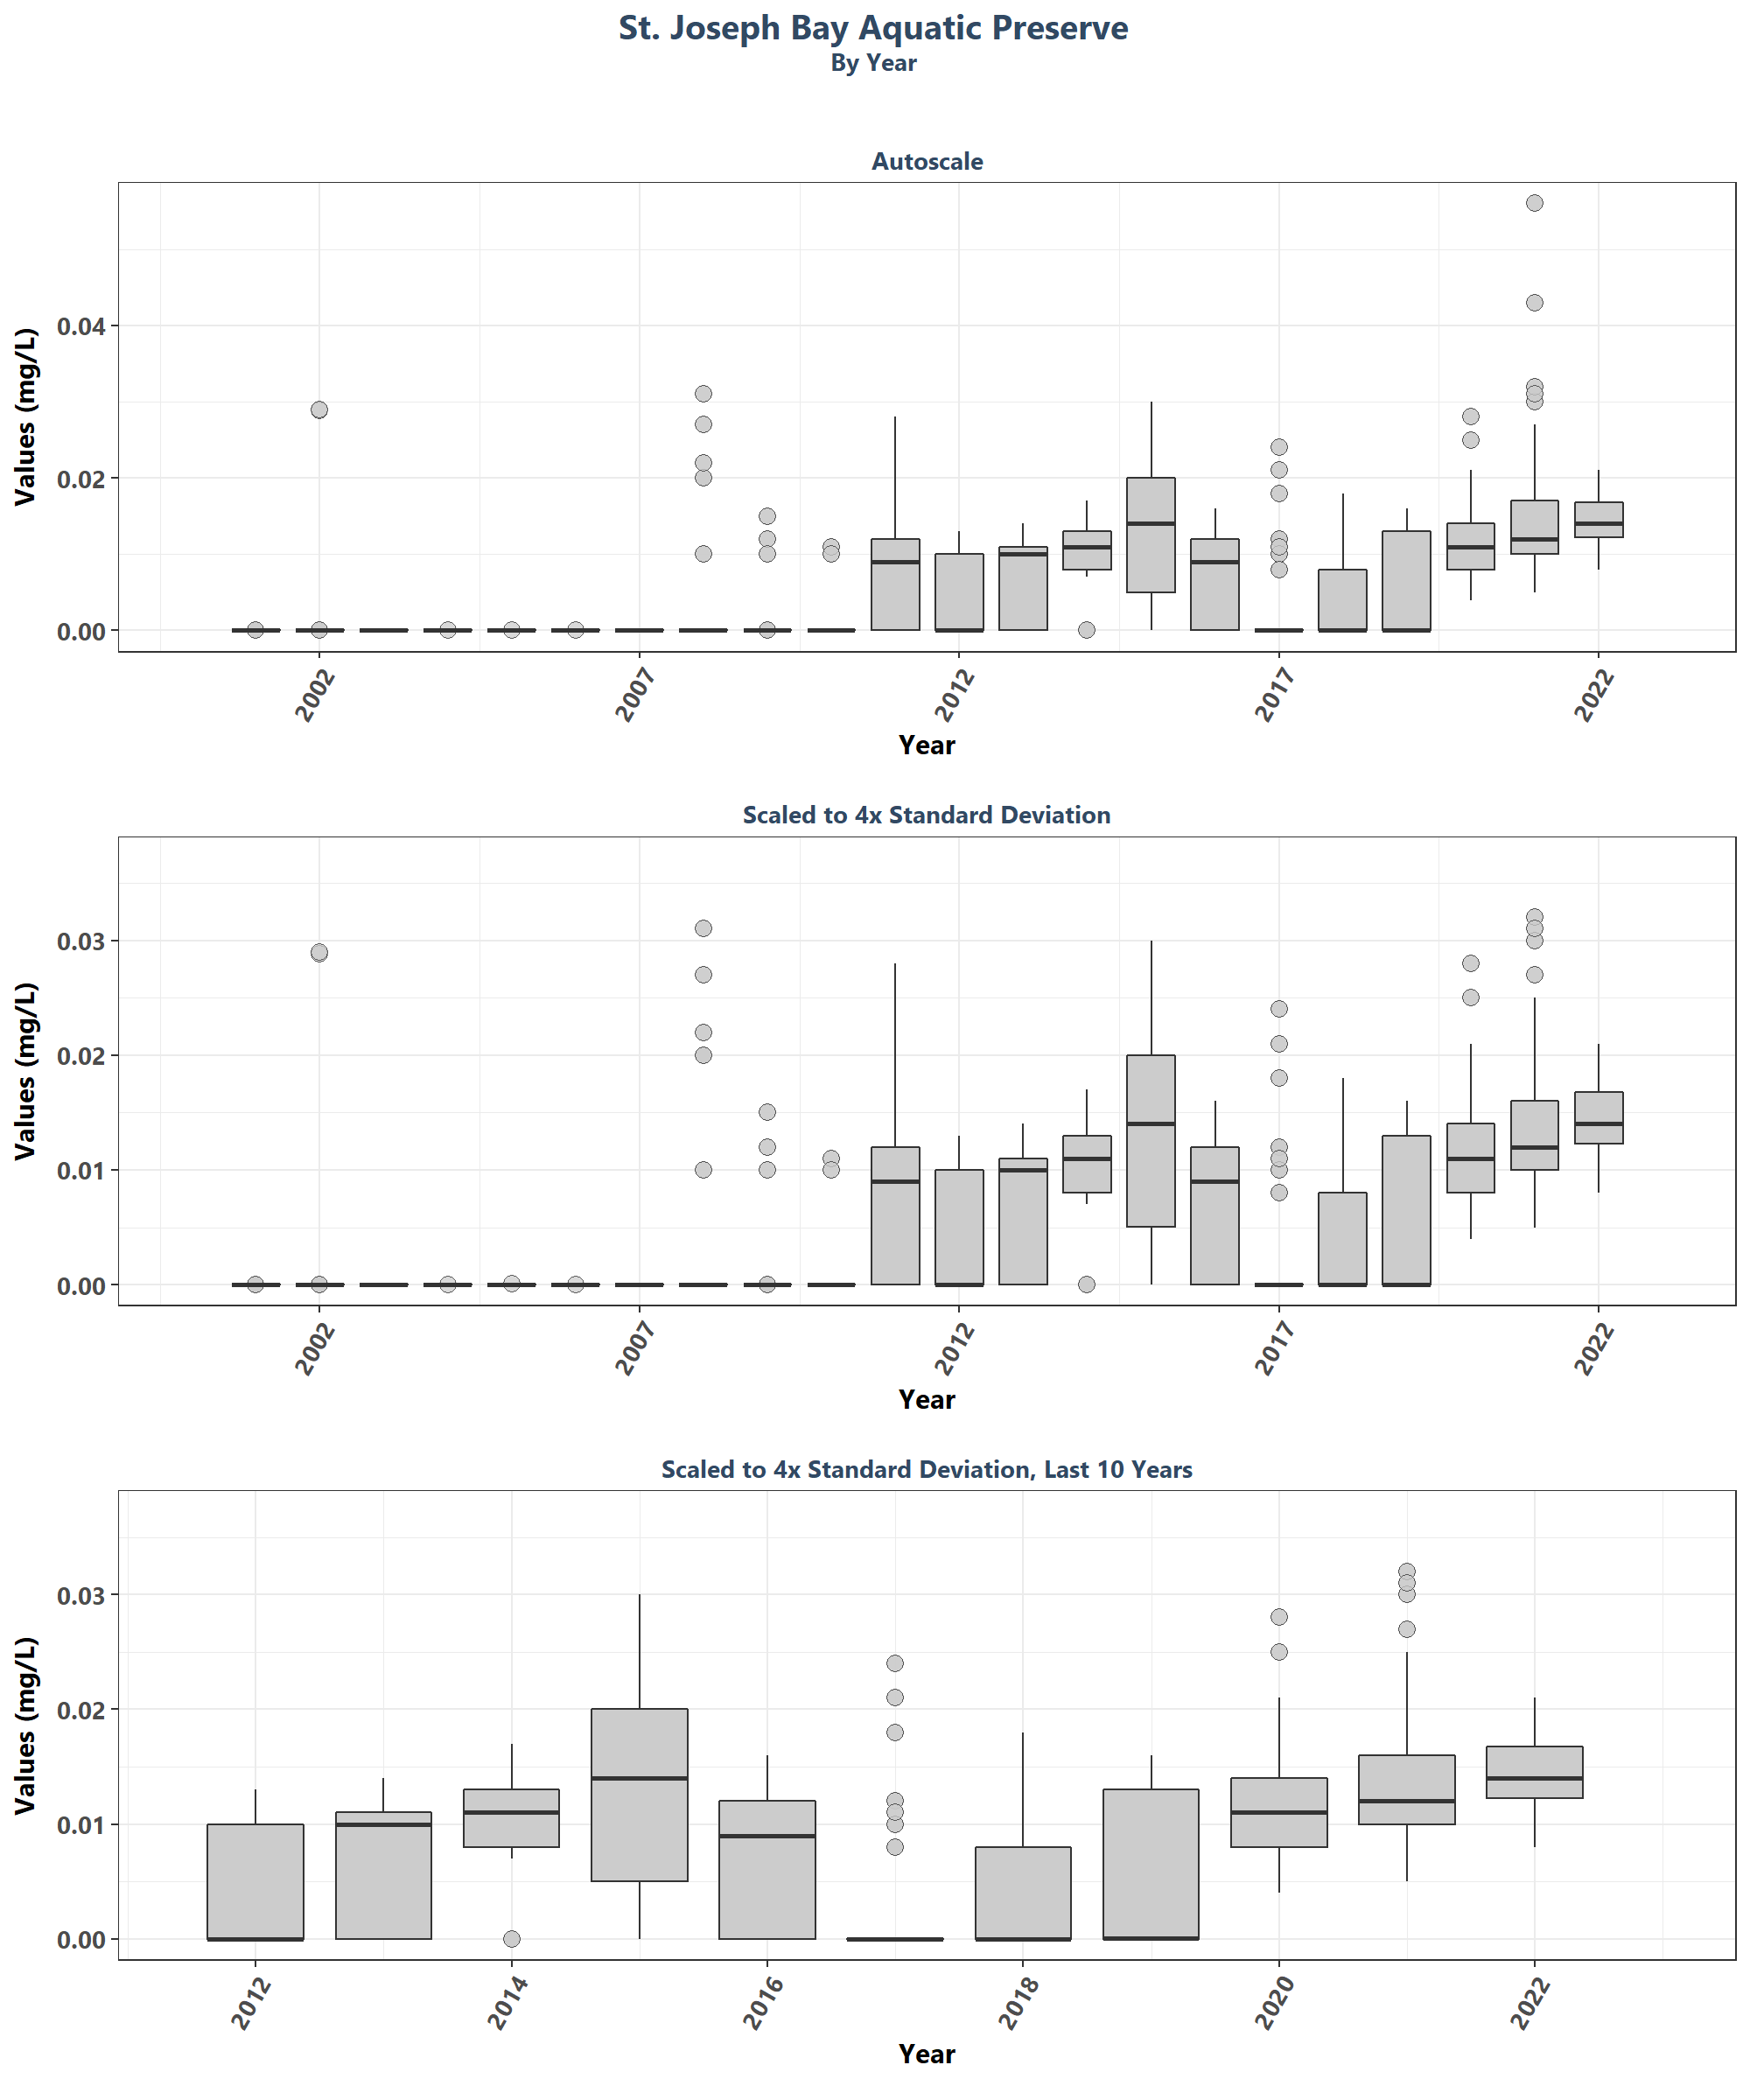 St. Joseph Bay Aquatic Preserve
By Year
Autoscale
Values (mg/L)
0.04
0.02
0.00
2002 2007 2012 2017 2022
Year
Scaled to 4x Standard Deviation
Values (mg/L)
0.03
0.02
0.01
0.00
2002 2007 2012 2017 2022
Year
Scaled to 4x Standard Deviation, Last 10 Years
Values (mg/L)
0.03
0.02
0.01
0.00
2012 2014 2016 2018 2020 2022
Year